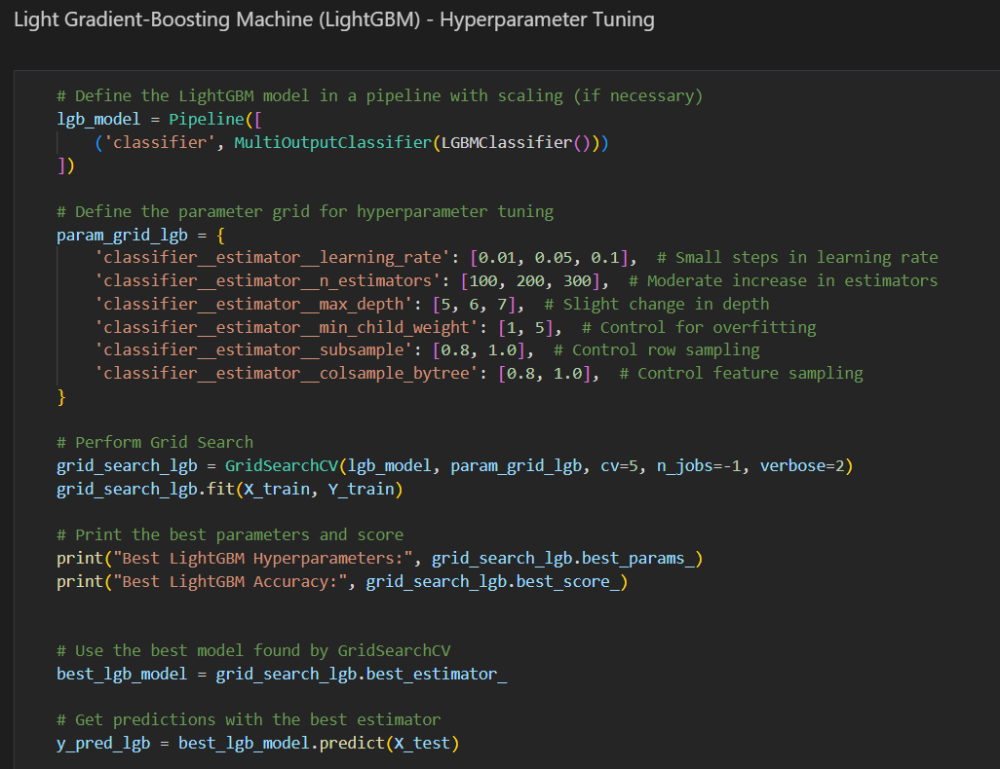 Light Gradient-Boosting Machine (LightGBM) - Hyperparameter Tuning
# Define the LightGBM model in a pipeline with scaling (if necessary)
lgb_model = Pipeline([
    ('classifier', MultiOutputClassifier(LGBMClassifier()))
])
# Define the parameter grid for hyperparameter tuning
param_grid_lgb = {
    'classifier__estimator__learning_rate': [0.01, 0.05, 0.1],  # Small steps in learning rate
    'classifier__estimator__n_estimators': [100, 200, 300],  # Moderate increase in estimators
    'classifier__estimator__max_depth': [5, 6, 7],  # Slight change in depth
    'classifier__estimator__min_child_weight': [1, 5],  # Control for overfitting
    'classifier__estimator__subsample': [0.8, 1.0],  # Control row sampling
    'classifier__estimator__colsample_bytree': [0.8, 1.0],  # Control feature sampling
}
# Perform Grid Search
grid_search_lgb = GridSearchCV(lgb_model, param_grid_lgb, cv=5, n_jobs=-1, verbose=2)
grid_search_lgb.fit(X_train, Y_train)
# Print the best parameters and score
print("Best LightGBM Hyperparameters:", grid_search_lgb.best_params_)
print("Best LightGBM Accuracy:", grid_search_lgb.best_score_)
# Use the best model found by GridSearchCV
best_lgb_model = grid_search_lgb.best_estimator_
# Get predictions with the best estimator
y_pred_lgb = best_lgb_model.predict(X_test)